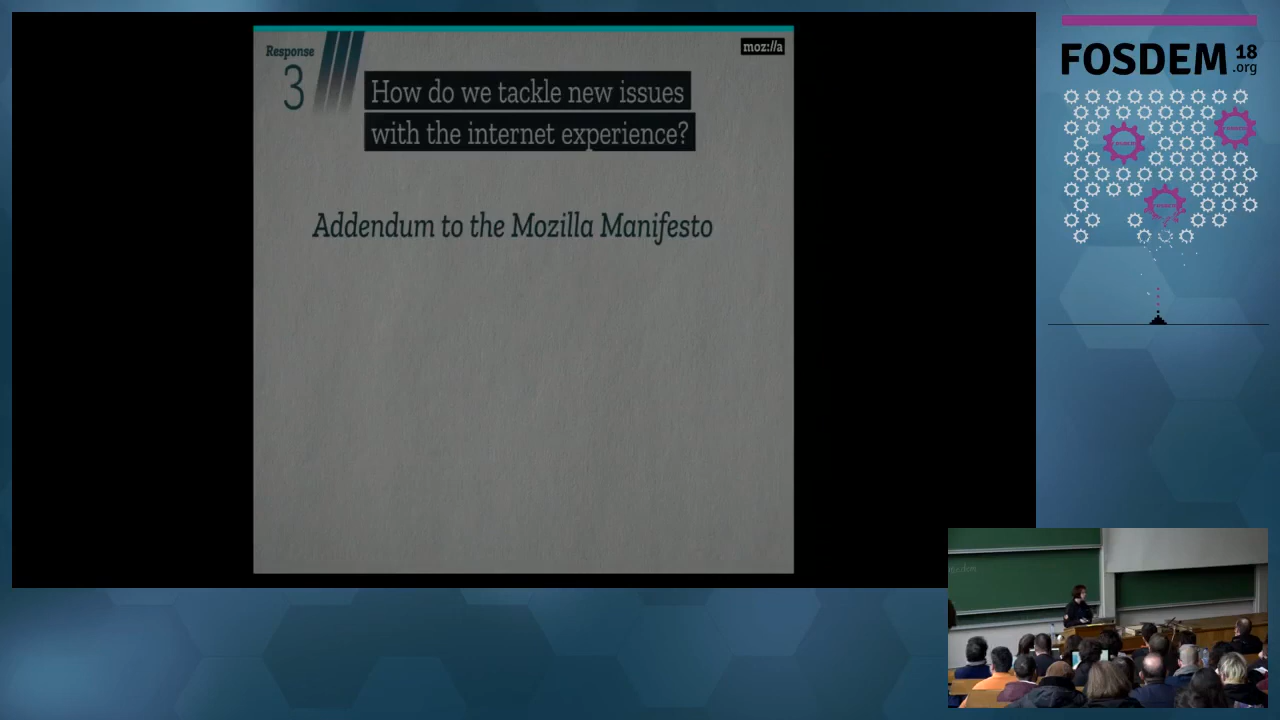 Response
3
moz://a
How do we tackle new issues
with the internet experience?
Addendum to the Mozilla Manifesto
FOSDEM 18
.org